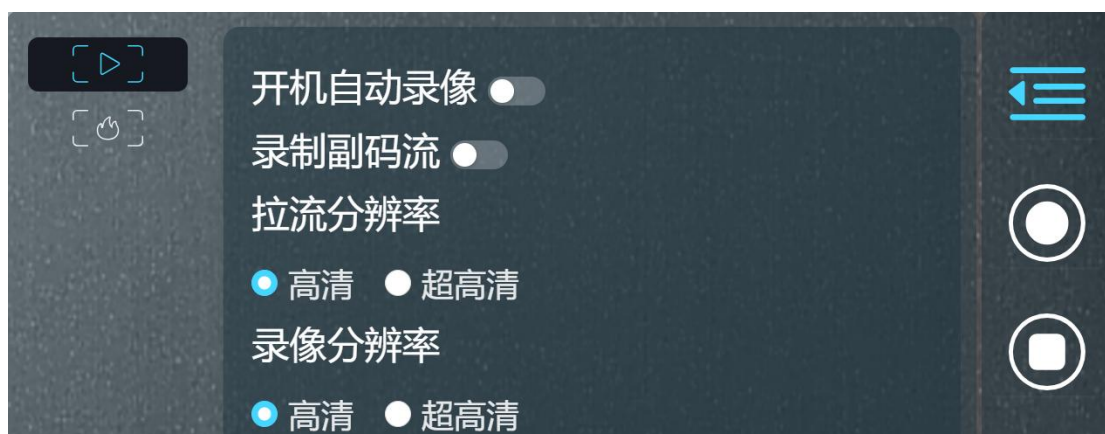 开机自动录像
录制副码流
拉流分辨率
高清 超高清
录像分辨率
高清 超高清